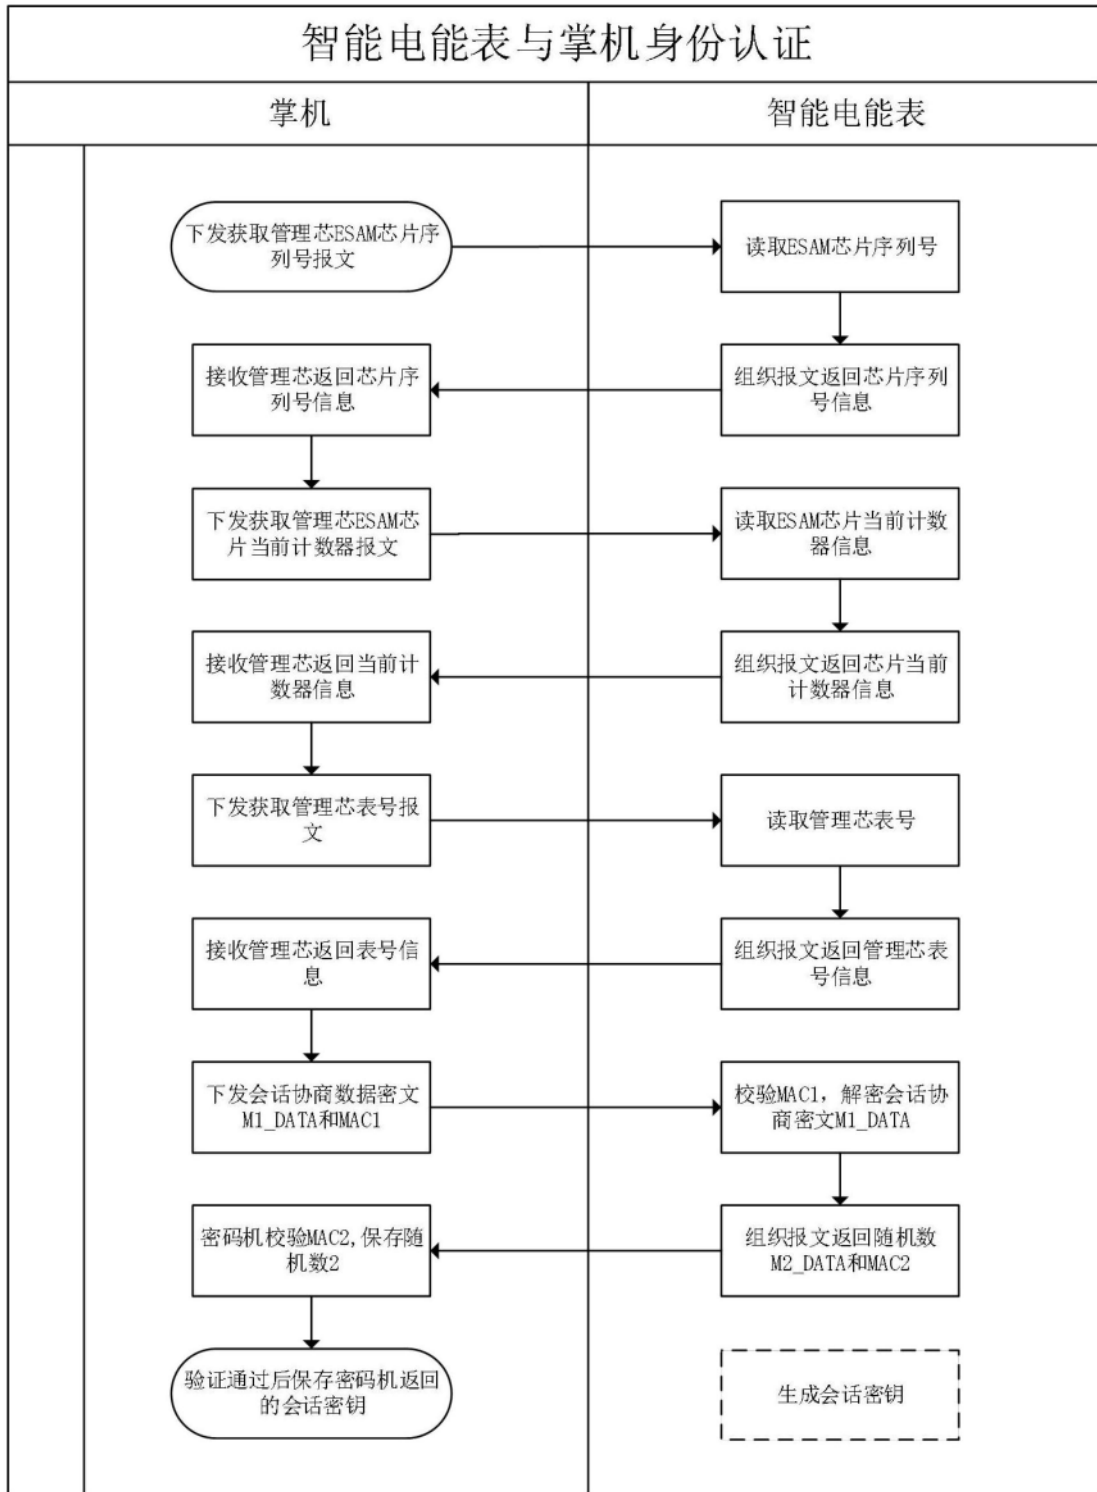 智能电能表与掌机身份认证
掌机
智能电能表
下发获取管理芯ESAM芯片序
列号报文
读取ESAM芯片序列号
接收管理芯返回芯片序
列号信息
组织报文返回芯片序列
号信息
下发获取管理芯ESAM芯
片当前计数器报文
读取ESAM芯片当前计数
器信息
接收管理芯返回当前计
数器信息
组织报文返回芯片当前
计数器信息
下发获取管理芯表号报
文
读取管理芯表号
接收管理芯返回表号信
息
组织报文返回管理芯表
号信息
下发会话协商数据密文
M1_DATA和MAC1
校验MAC1，解密会话协
商密文M1_DATA
密码机校验MAC2,保存随
机数2
组织报文返回随机数
M2_DATA和MAC2
验证通过后保存密码机返回
的会话密钥
生成会话密钥